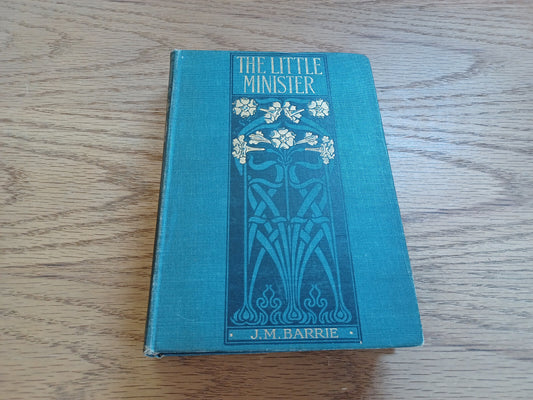 THE LITTLE
MINISTER
J.M. BARRIE